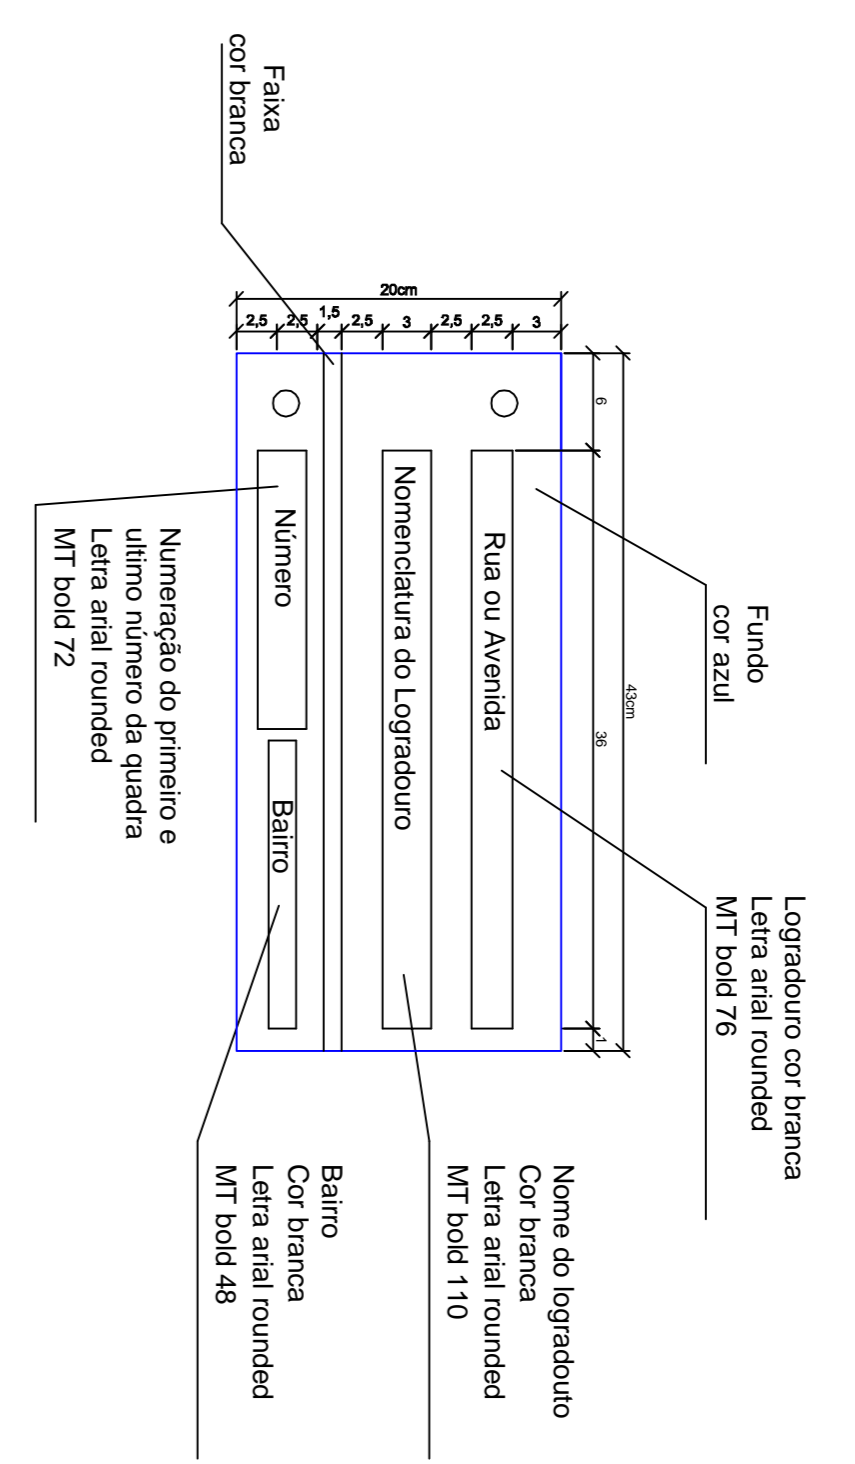 Faixa
cor branca
20cm
2,5
2,5
1,5
2,5
3
2,5
2,5
3
6
36
1
43cm
Fundo
cor azul
Logradouro cor branca
Letra arial rounded
MT bold 76
Rua ou Avenida
Nomenclatura do Logradouro
Número
Bairro
Numeração do primeiro e
ultimo número da quadra
Letra arial rounded
MT bold 72
Nome do logradouto
Cor branca
Letra arial rounded
MT bold 110
Bairro
Cor branca
Letra arial rounded
MT bold 48